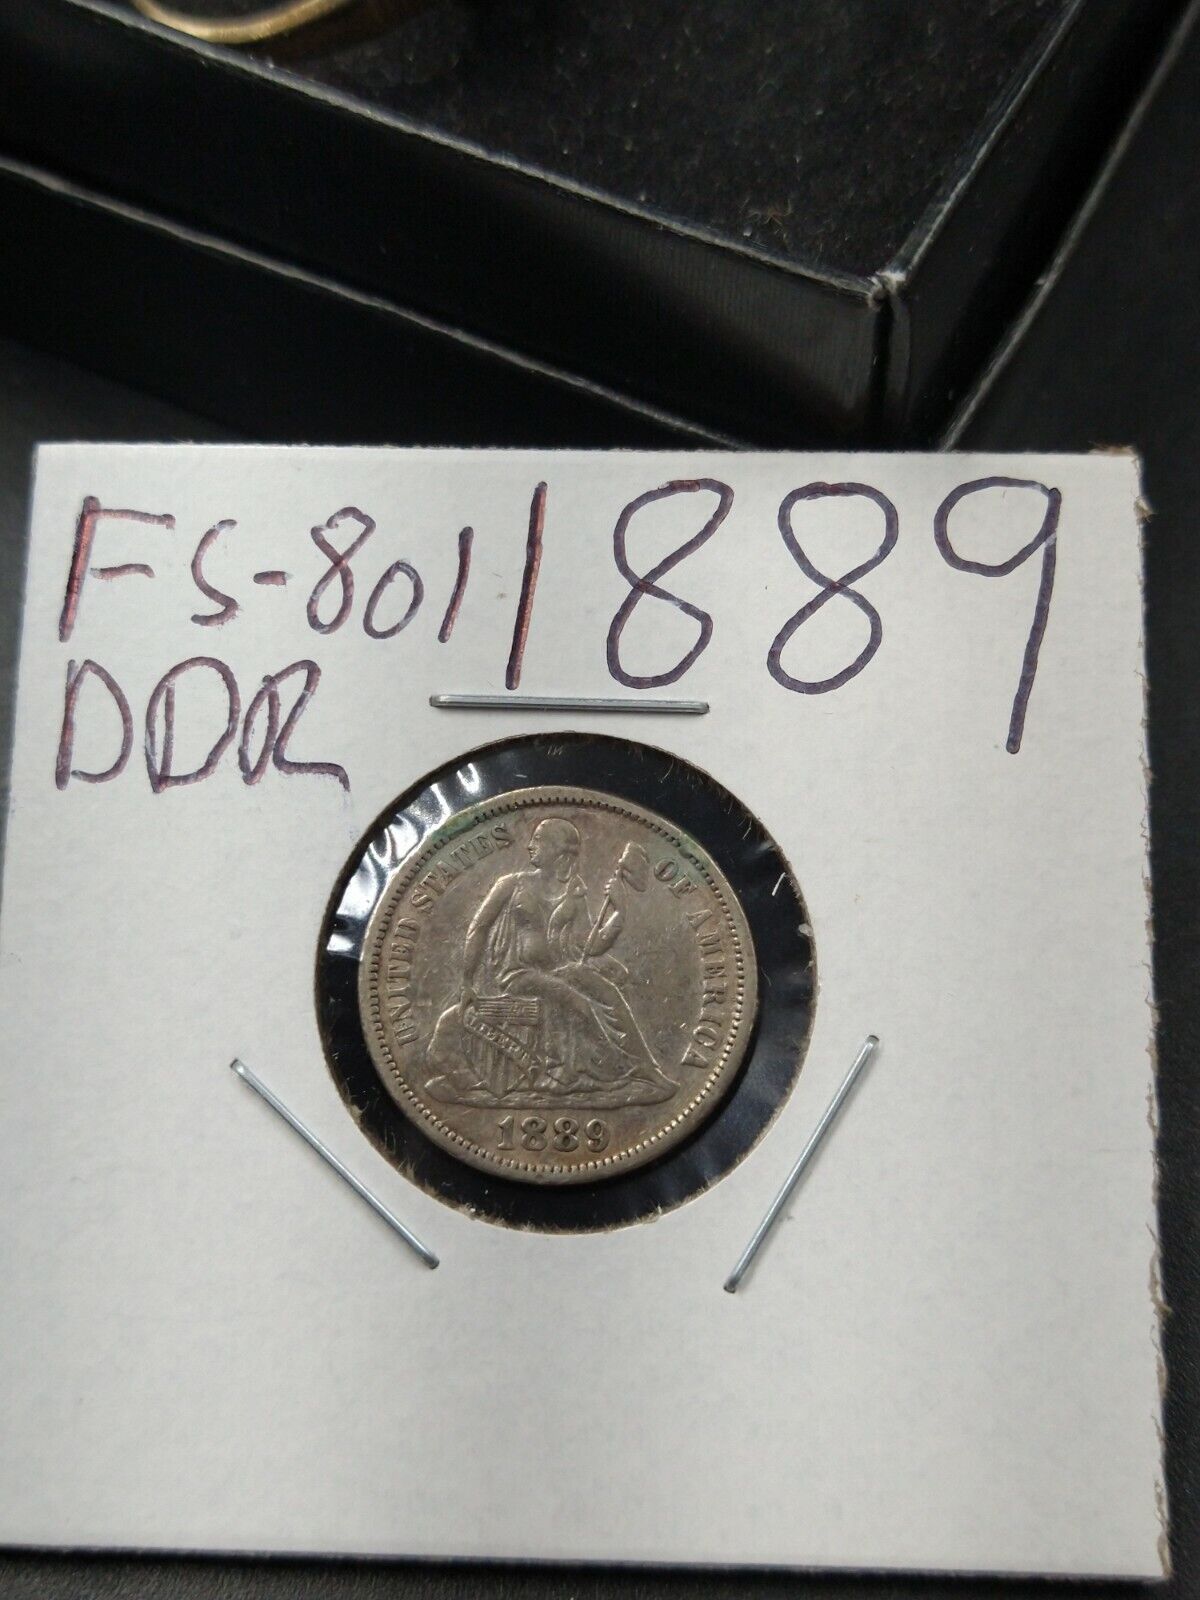 FS-801 1889
DDR
UNITED STATES OF AMERICA
LIBERTY
1889